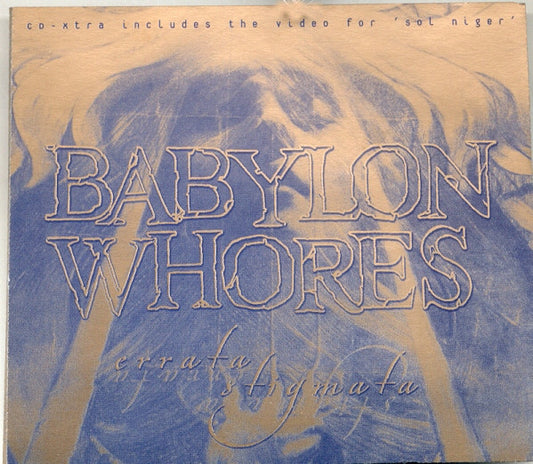 cd-xtra includes the video for 'sol niger'
BABYLON
WHORES
errata
stigmata